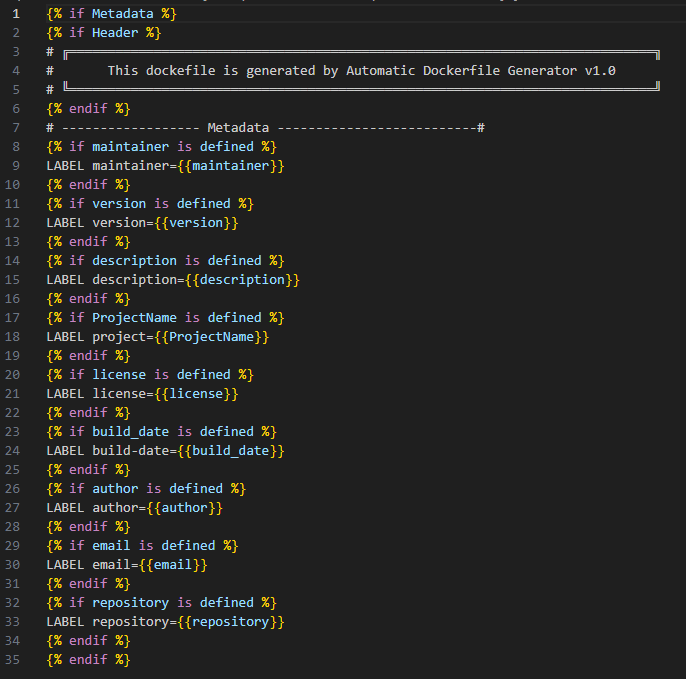 1 {% if Metadata %}
2 {% if Header %}
3 # ╔════════════════════════════════════════════════════════════════════════════╗
4 #       This dockefile is generated by Automatic Dockerfile Generator v1.0
5 # ╚════════════════════════════════════════════════════════════════════════════╝
6 {% endif %}
7 # ------------------ Metadata --------------------------#
8 {% if maintainer is defined %}
9 LABEL maintainer={{maintainer}}
10 {% endif %}
11 {% if version is defined %}
12 LABEL version={{version}}
13 {% endif %}
14 {% if description is defined %}
15 LABEL description={{description}}
16 {% endif %}
17 {% if ProjectName is defined %}
18 LABEL project={{ProjectName}}
19 {% endif %}
20 {% if license is defined %}
21 LABEL license={{license}}
22 {% endif %}
23 {% if build_date is defined %}
24 LABEL build-date={{build_date}}
25 {% endif %}
26 {% if author is defined %}
27 LABEL author={{author}}
28 {% endif %}
29 {% if email is defined %}
30 LABEL email={{email}}
31 {% endif %}
32 {% if repository is defined %}
33 LABEL repository={{repository}}
34 {% endif %}
35 {% endif %}